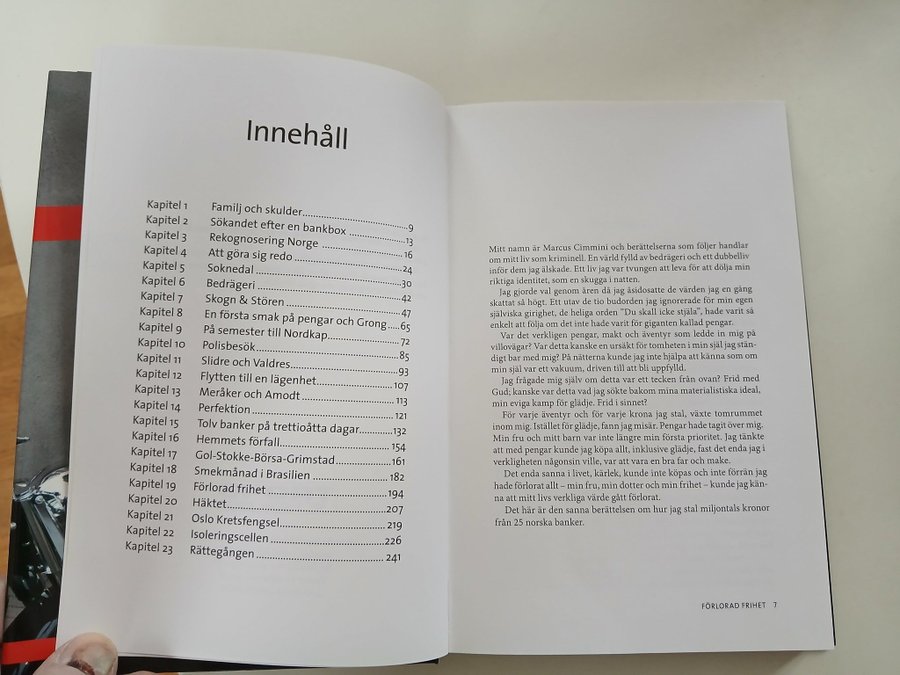 Innehåll
Kapitel 1 Familj och skulder 9
Kapitel 2 Sökandet efter en bankbox 13
Kapitel 3 Rekognosering Norge 16
Kapitel 4 Att göra sig redo 24
Kapitel 5 Soknedal 30
Kapitel 6 Bedrägeri 42
Kapitel 7 Skogn & Stören 47
Kapitel 8 En första smak på pengar och Grong 65
Kapitel 9 På semester till Nordkap 72
Kapitel 10 Polisbesök 85
Kapitel 11 Slidre och Valdres 93
Kapitel 12 Flytten till en lägenhet 107
Kapitel 13 Meråker och Amodt 113
Kapitel 14 Perfektion 121
Kapitel 15 Tolv banker på trettioåtta dagar 132
Kapitel 16 Hemmets förfall 154
Kapitel 17 Gol-Stokke-Börsa-Grimstad 161
Kapitel 18 Smekmånad i Brasilien 182
Kapitel 19 Förlorad frihet 194
Kapitel 20 Häktet 207
Kapitel 21 Oslo Kretsfengsel 219
Kapitel 22 Isoleringscellen 226
Kapitel 23 Rättegången 241
Mitt namn är Marcus Cimmini och berättelserna som följer handlar
om mitt liv som kriminell. En värld fylld av bedrägeri och ett dubbelliv
inför dem jag älskade. Ett liv jag var tvungen att leva för att dölja min
riktiga identitet, som en skugga i natten.
Jag gjorde val genom åren då jag åsidosatte de värden jag en gång
skattat så högt. Ett utav de tio budorden jag ignorerade för min egen
själviska girighet, de heliga orden "Du skall icke stjäla", hade varit så
enkelt att följa om det inte hade varit för giganten kallad pengar.
Var det verkligen pengar, makt och äventyr som ledde in mig på
villovägar? Var detta kanske en ursäkt för tomheten i min själ jag stän-
digt bar med mig? På nätterna kunde jag inte hjälpa att känna som om
min själ var ett vakuum, driven till att bli uppfylld.
Jag frågade mig själv om detta var ett tecken från ovan? Frid med
Gud; kanske var detta vad jag sökte bakom mina materialistiska ideal,
min eviga kamp för glädje. Frid i sinnet?
För varje äventyr och för varje krona jag stal, växte tomrummet
inom mig. Istället för glädje, fann jag misär. Pengar hade tagit över mig.
Min fru och mitt barn var inte längre min första prioritet. Jag tänkte
att med pengar kunde jag köpa allt, inklusive glädje, fast det enda jag i
verkligheten någonsin ville, var att vara en bra far och make.
Det enda sanna i livet, kärlek, kunde inte köpas och inte förrän jag
hade förlorat allt – min fru, min dotter och min frihet – kunde jag kän-
na att mitt livs verkliga värde gått förlorat.
Det här är den sanna berättelsen om hur jag stal miljontals kronor
från 25 norska banker.
FÖRLORAD FRIHET 7